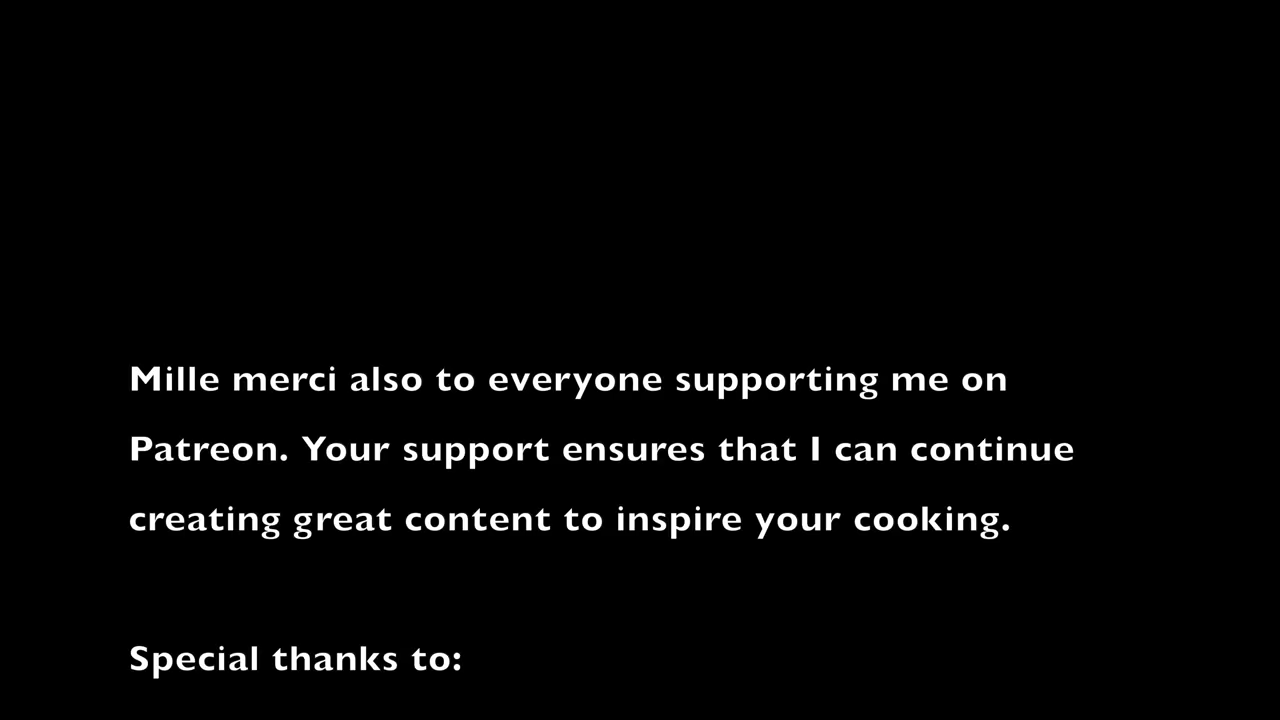 Mille merci also to everyone supporting me on
Patreon. Your support ensures that I can continue
creating great content to inspire your cooking.
Special thanks to: